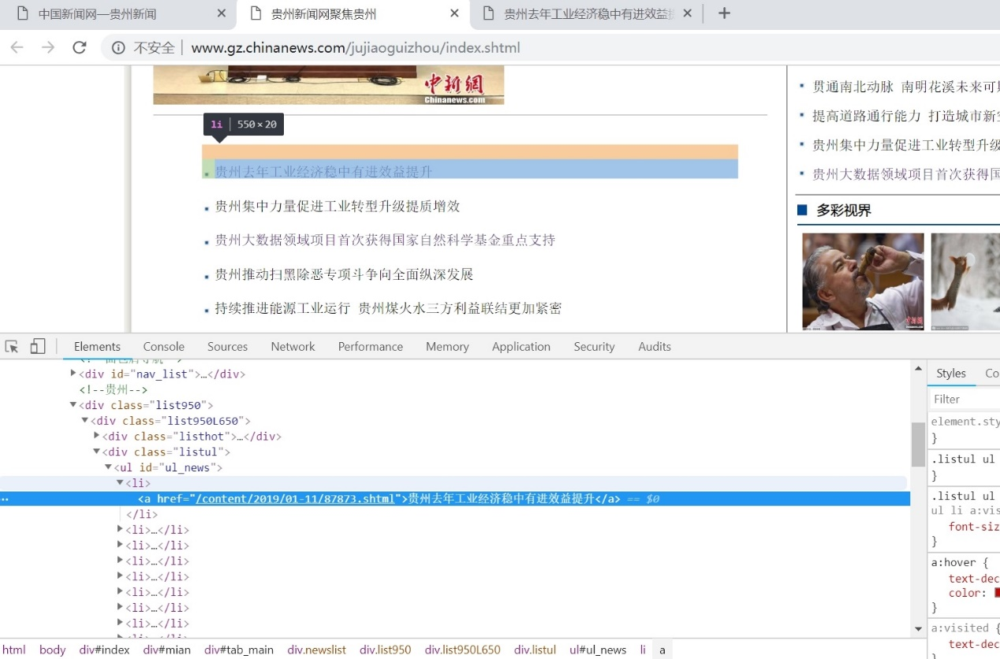 中国新闻网—贵州新闻
贵州新闻网聚焦贵州
贵州去年工业经济稳中有进效益
不安全 www.gz.chinanews.com/jujiaoguizhou/index.shtml
中新網
Chinanews.com
li 550 × 20
贵州去年工业经济稳中有进效益提升
贵州集中力量促进工业转型升级提质增效
贵州大数据领域项目首次获得国家自然科学基金重点支持
贵州推动扫黑除恶专项斗争向全面纵深发展
持续推进能源工业运行 贵州煤火水三方利益联结更加紧密
贯通南北动脉 南明花溪未来可
提高道路通行能力 打造城市新
贵州集中力量促进工业转型升级
贵州大数据领域项目首次获得国
多彩视界
Elements Console Sources Network Performance Memory Application Security Audits
<div id="nav_list">…</div>
<!--贵州-->
<div class="list950">
<div class="list950L650">
<div class="listhot">…</div>
<div class="listul">
<ul id="ul_news">
<li>
<a href="/content/2019/01-11/87873.shtml">贵州去年工业经济稳中有进效益提升</a> == $0
</li>
<li>…</li>
<li>…</li>
<li>…</li>
<li>…</li>
<li>…</li>
<li>…</li>
<li>…</li>
Styles Co
Filter
element.sty
}
.listul ul
}
.listul ul
ul li a:vis
font-siz
}
a:hover {
text-dec
color:
}
a:visited {
text-dec
html body div#index div#mian div#tab_main div.newslist div.list950 div.list950L650 div.listul ul#ul_news li a